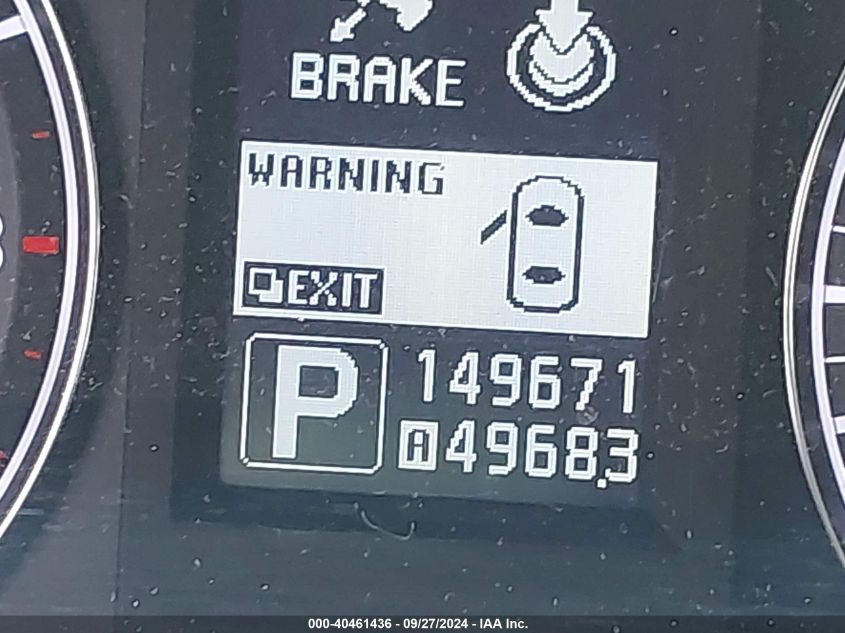 BRAKE
WARNING
EXIT
P
149671
A 4968.3
000-40461436 - 09/27/2024 - IAA Inc.